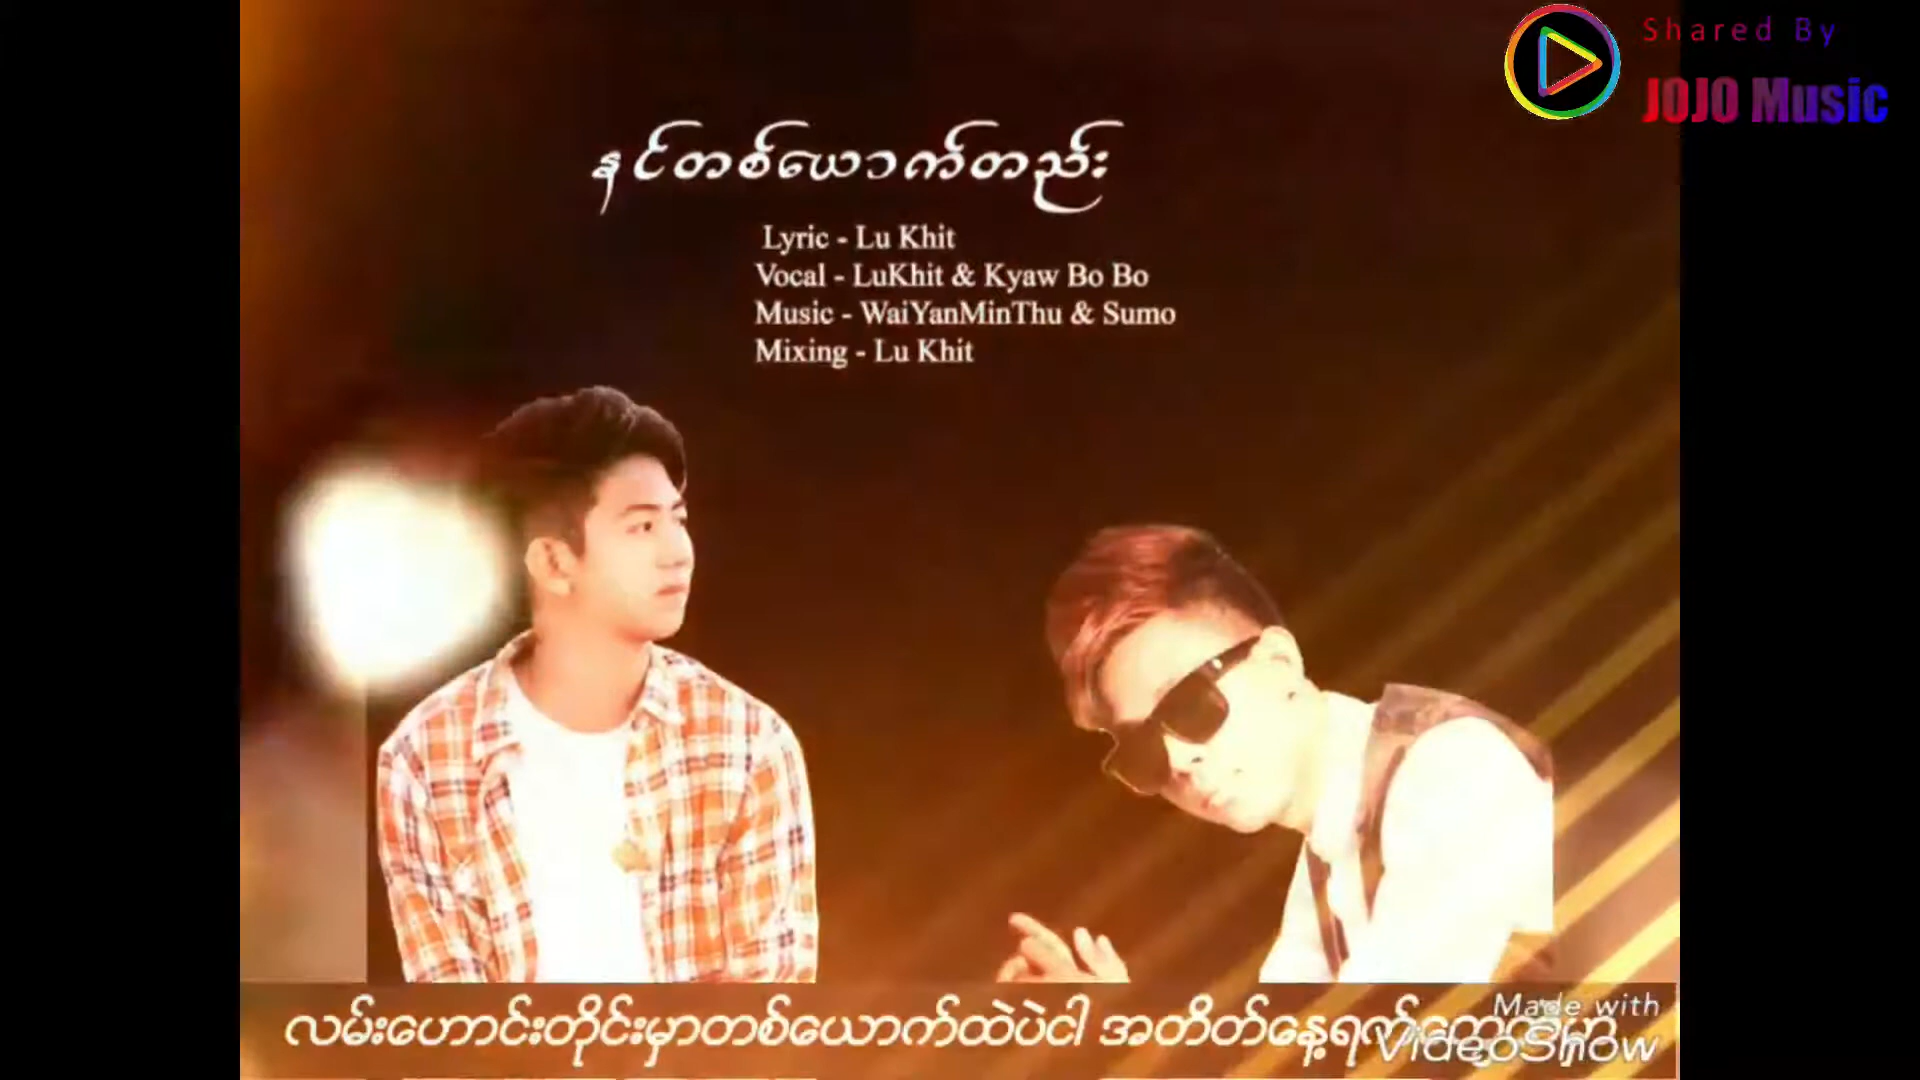 Shared By
JOJO Music
နင်တစ်ယောက်တည်း
Lyric - Lu Khit
Vocal - LuKhit & Kyaw Bo Bo
Music - WaiYanMinThu & Sumo
Mixing - Lu Khit
လမ်းဟောင်းတိုင်းမှာတစ်ယောက်ထဲပဲငါ အတိတ်နေ့ရက်
Made with
VideoShow